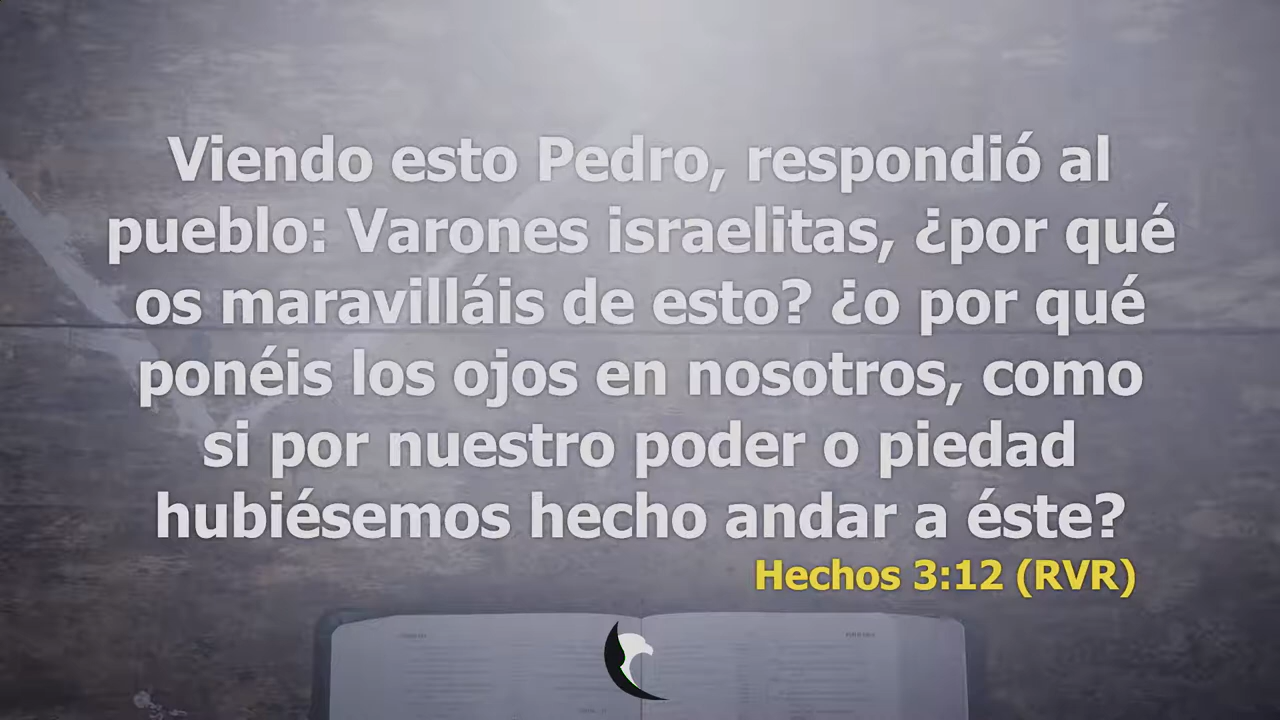 Viendo esto Pedro, respondió al
pueblo: Varones israelitas, ¿por qué
os maravilláis de esto? ¿o por qué
ponéis los ojos en nosotros, como
si por nuestro poder o piedad
hubiésemos hecho andar a éste?
Hechos 3:12 (RVR)